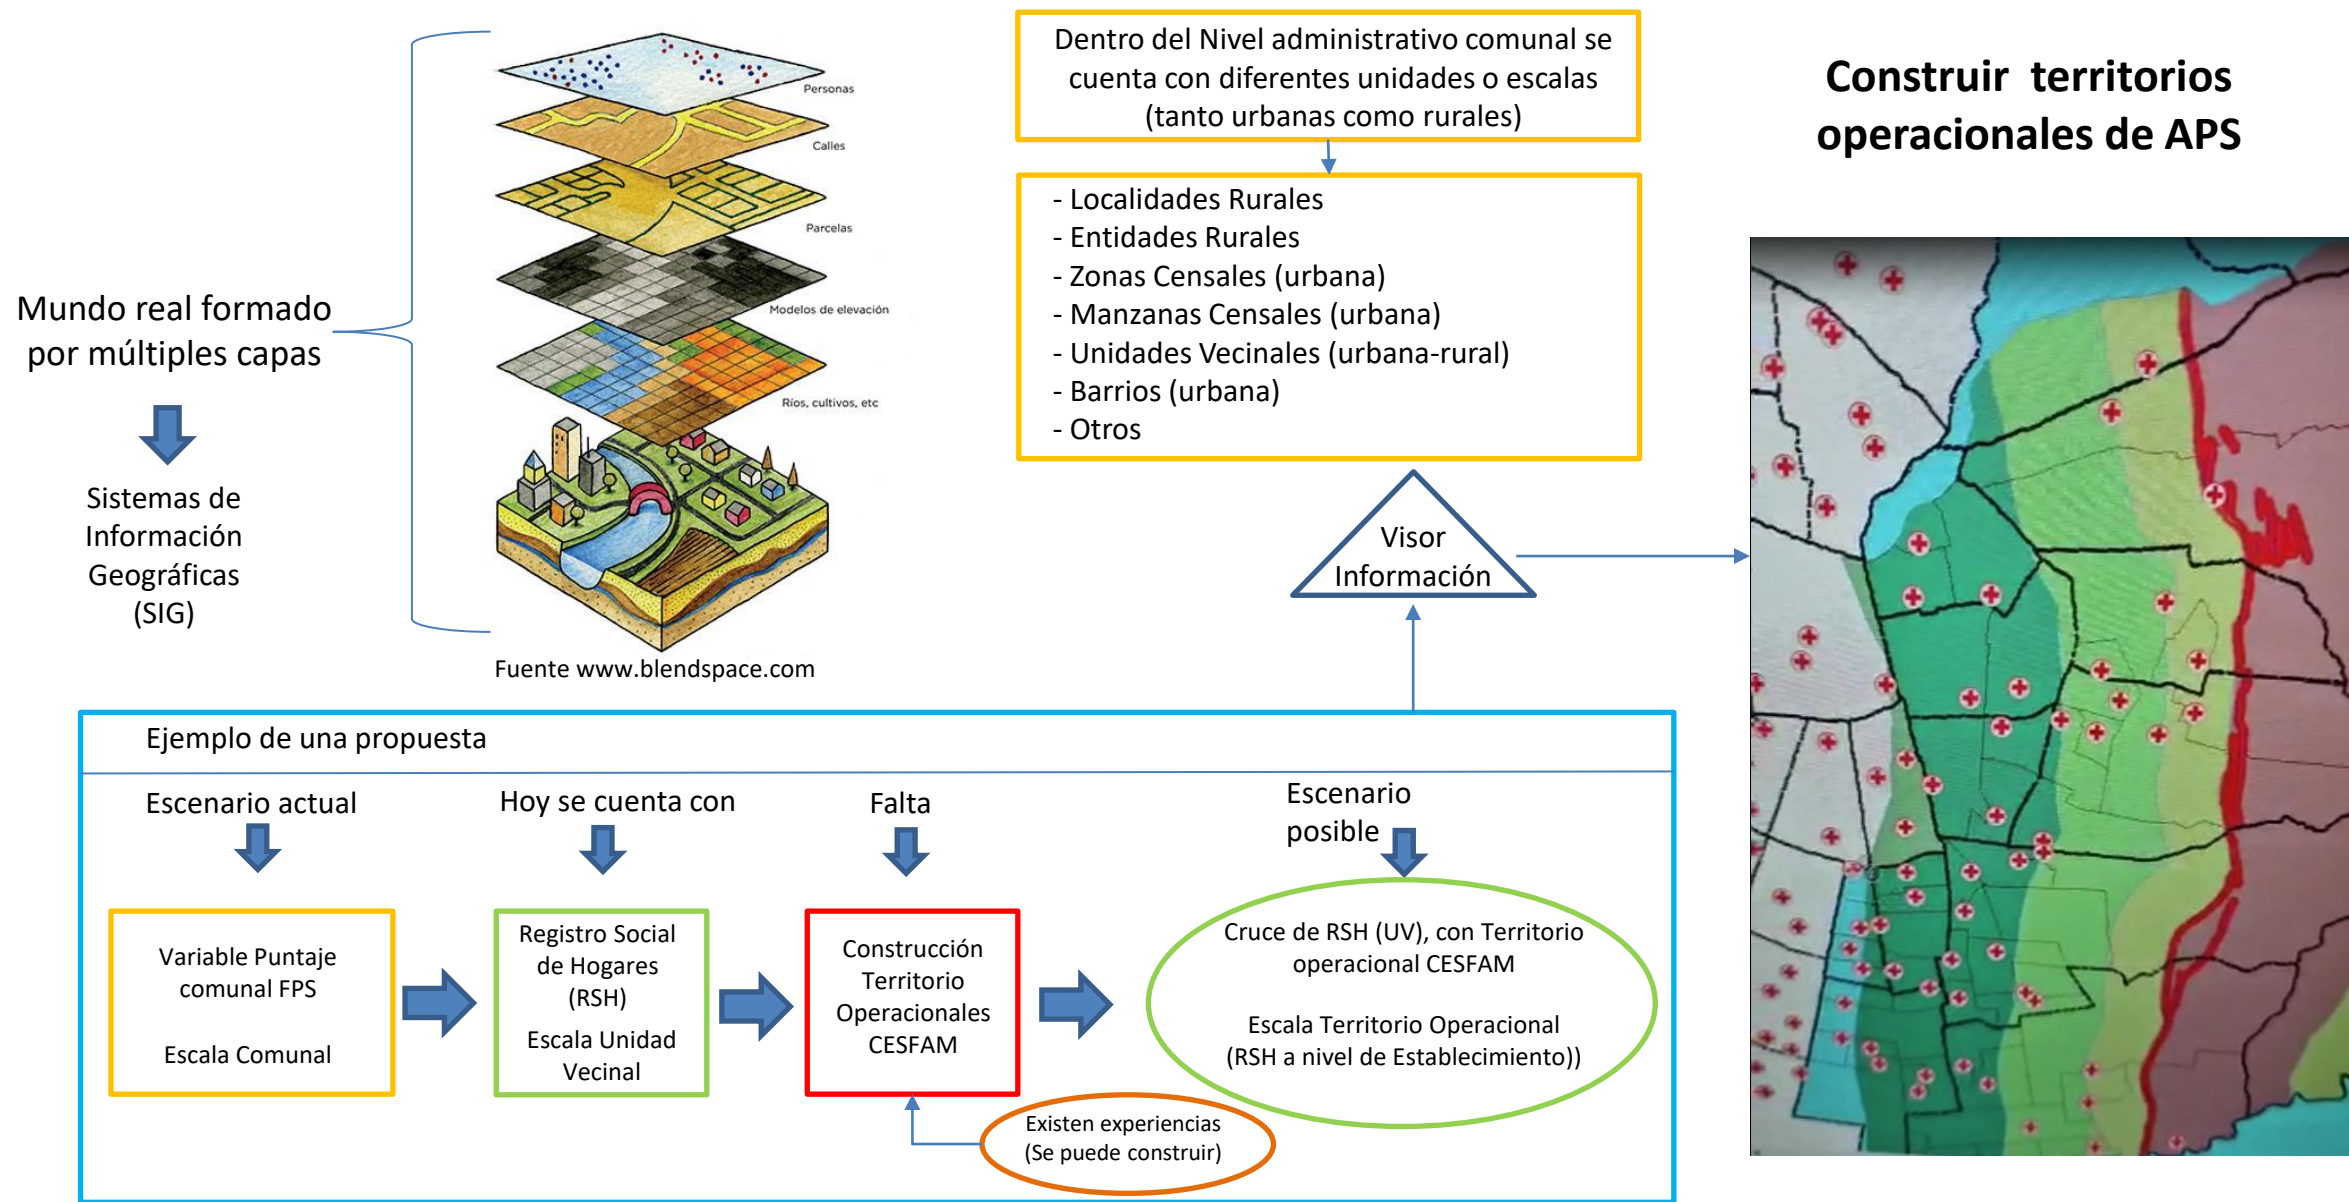 Mundo real formado
por múltiples capas
Sistemas de
Información
Geográficas
(SIG)
Personas
Calles
Parcelas
Modelos de elevación
Ríos, cultivos, etc
Fuente www.blendspace.com
Dentro del Nivel administrativo comunal se
cuenta con diferentes unidades o escalas
(tanto urbanas como rurales)
- Localidades Rurales
- Entidades Rurales
- Zonas Censales (urbana)
- Manzanas Censales (urbana)
- Unidades Vecinales (urbana-rural)
- Barrios (urbana)
- Otros
Visor
Información
Construir territorios
operacionales de APS
Ejemplo de una propuesta
Escenario actual
Variable Puntaje
comunal FPS
Escala Comunal
Hoy se cuenta con
Registro Social
de Hogares
(RSH)
Escala Unidad
Vecinal
Falta
Construcción
Territorio
Operacionales
CESFAM
Existen experiencias
(Se puede construir)
Escenario
posible
Cruce de RSH (UV), con Territorio
operacional CESFAM
Escala Territorio Operacional
(RSH a nivel de Establecimiento))